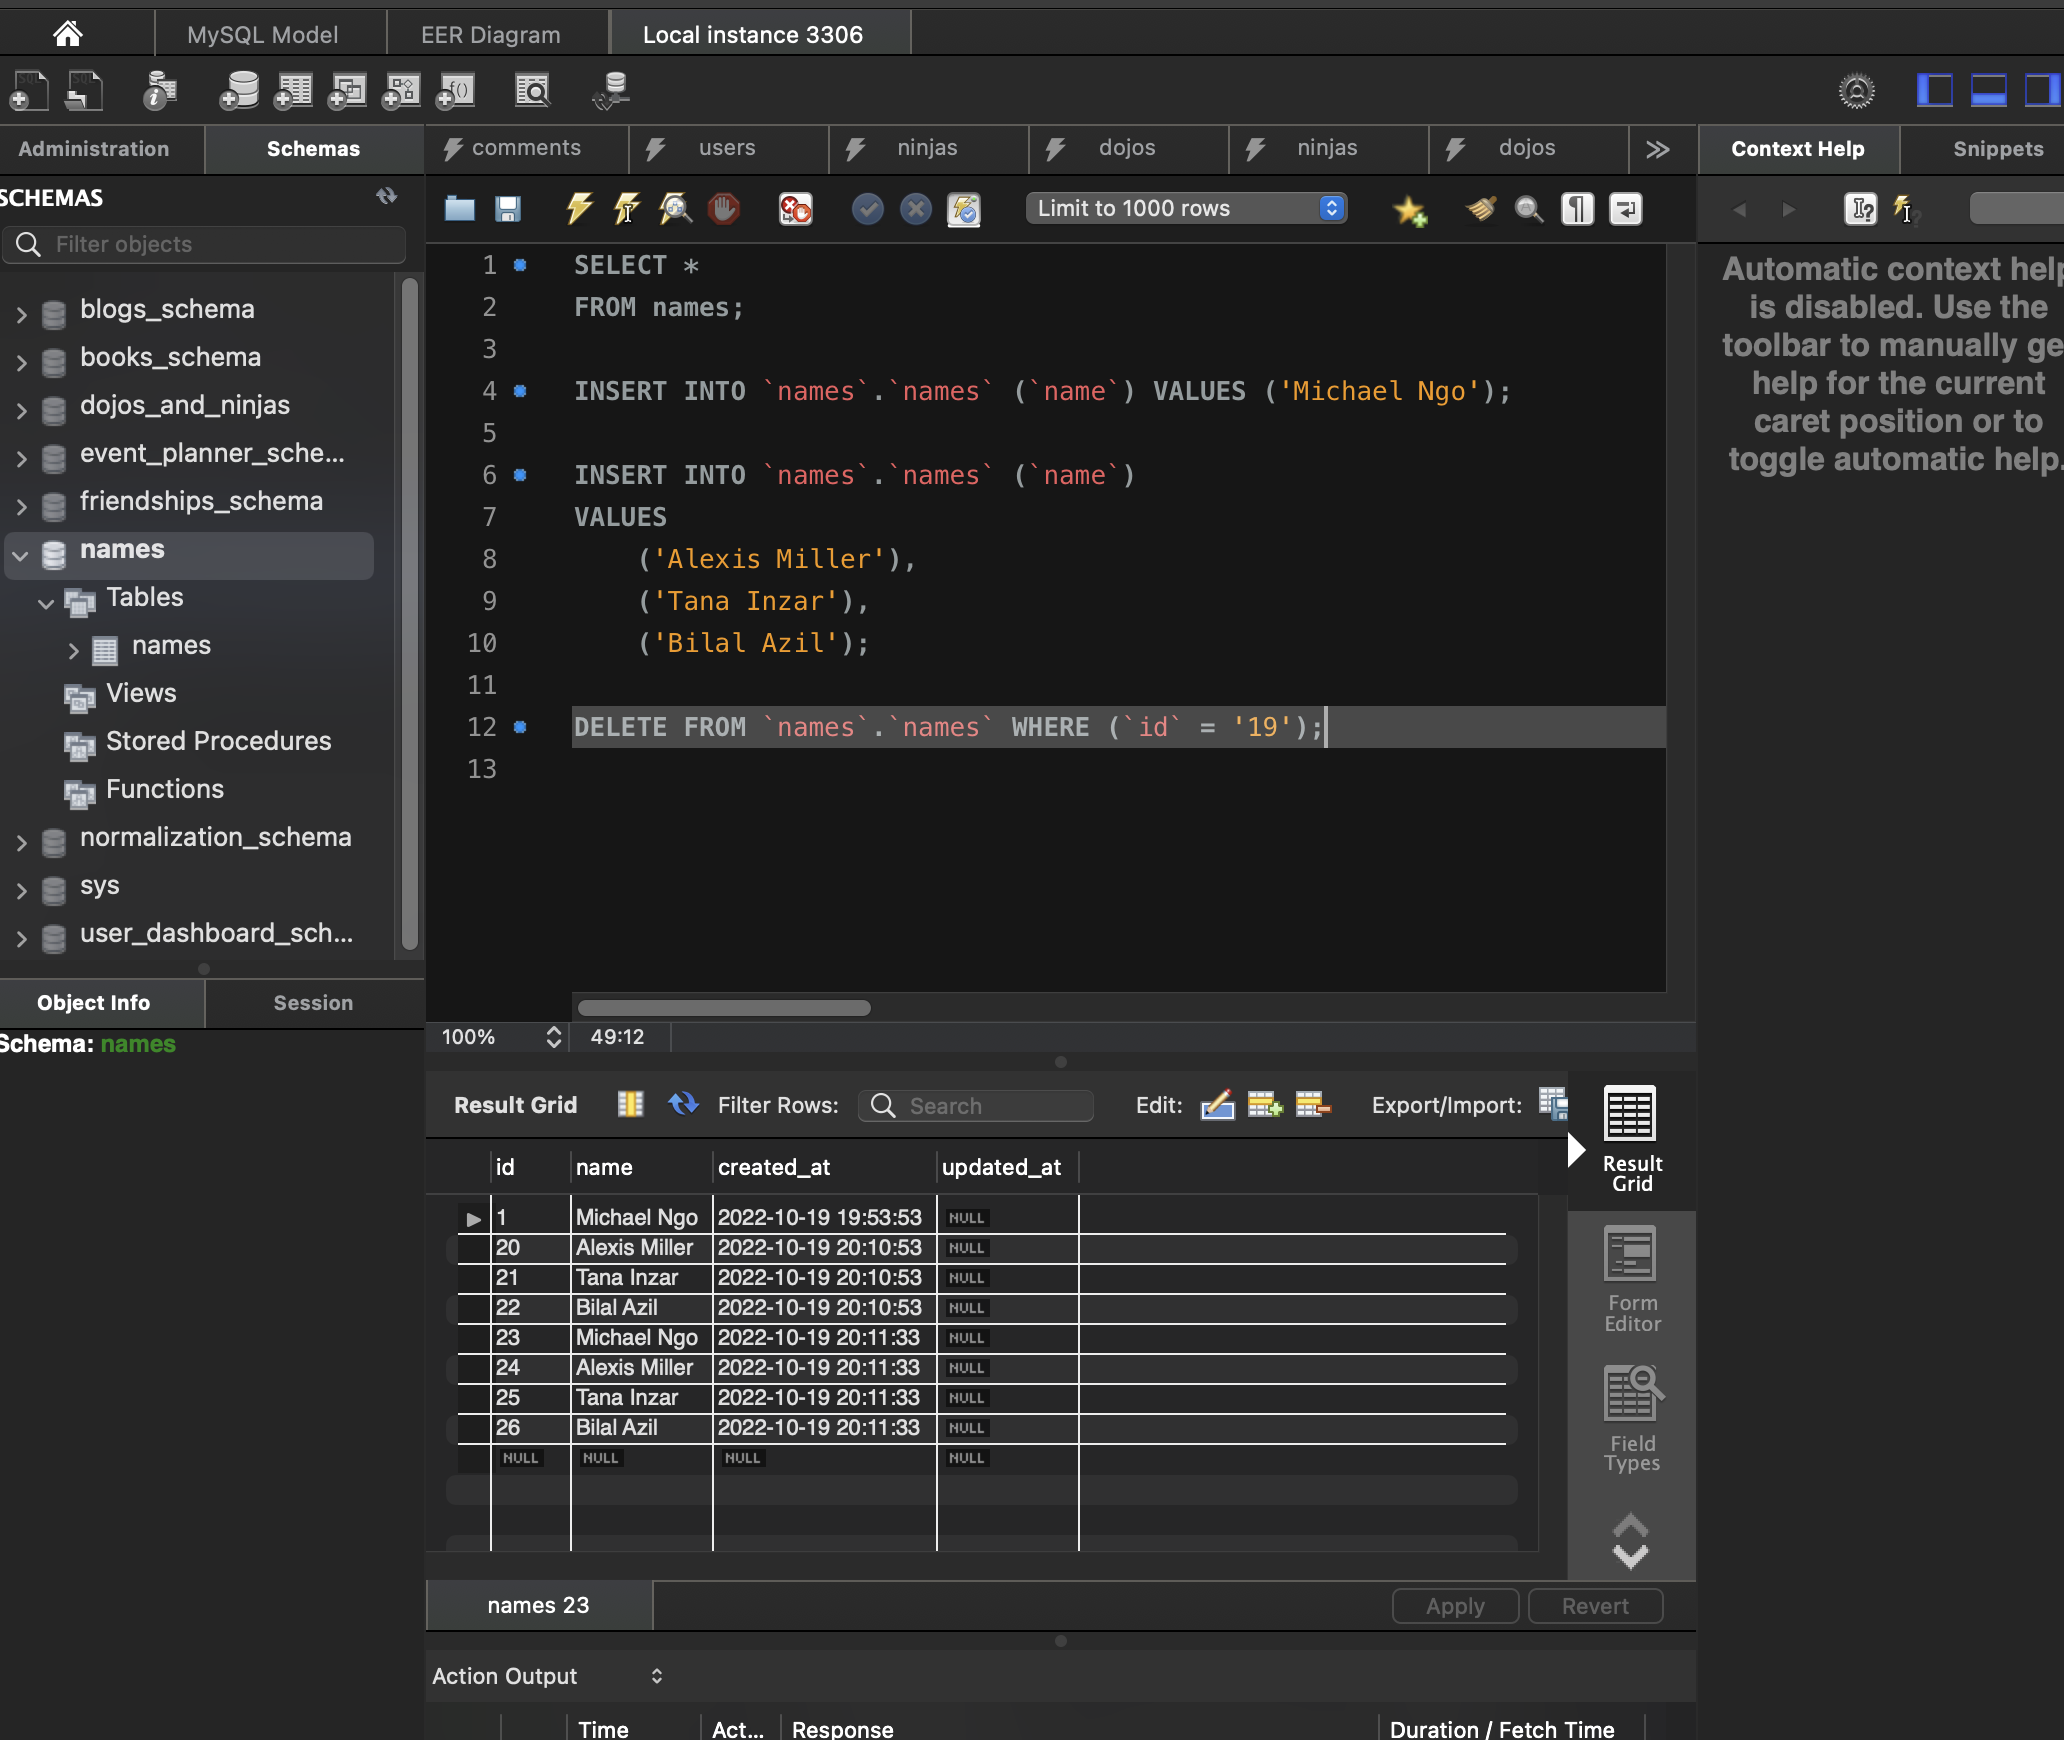 MySQL Model
EER Diagram
Local instance 3306
Administration
Schemas
comments
users
ninjas
dojos
ninjas
dojos
Context Help
Snippets
SCHEMAS
Filter objects
blogs_schema
books_schema
dojos_and_ninjas
event_planner_sche...
friendships_schema
names
Tables
names
Views
Stored Procedures
Functions
normalization_schema
sys
user_dashboard_sch...
Object Info
Session
Schema: names
Limit to 1000 rows
1 SELECT *
2 FROM names;
3
4 INSERT INTO `names`.`names` (`name`) VALUES ('Michael Ngo');
5
6 INSERT INTO `names`.`names` (`name`)
7 VALUES
8 ('Alexis Miller'),
9 ('Tana Inzar'),
10 ('Bilal Azil');
11
12 DELETE FROM `names`.`names` WHERE (`id` = '19');
13
100%
49:12
Automatic context help
is disabled. Use the
toolbar to manually ge
help for the current
caret position or to
toggle automatic help.
Result Grid
Filter Rows:
Search
Edit:
Export/Import:
id name created_at updated_at
1 Michael Ngo 2022-10-19 19:53:53 NULL
20 Alexis Miller 2022-10-19 20:10:53 NULL
21 Tana Inzar 2022-10-19 20:10:53 NULL
22 Bilal Azil 2022-10-19 20:10:53 NULL
23 Michael Ngo 2022-10-19 20:11:33 NULL
24 Alexis Miller 2022-10-19 20:11:33 NULL
25 Tana Inzar 2022-10-19 20:11:33 NULL
26 Bilal Azil 2022-10-19 20:11:33 NULL
NULL NULL NULL NULL
Result
Grid
Form
Editor
Field
Types
names 23
Apply
Revert
Action Output
Time Act... Response Duration / Fetch Time